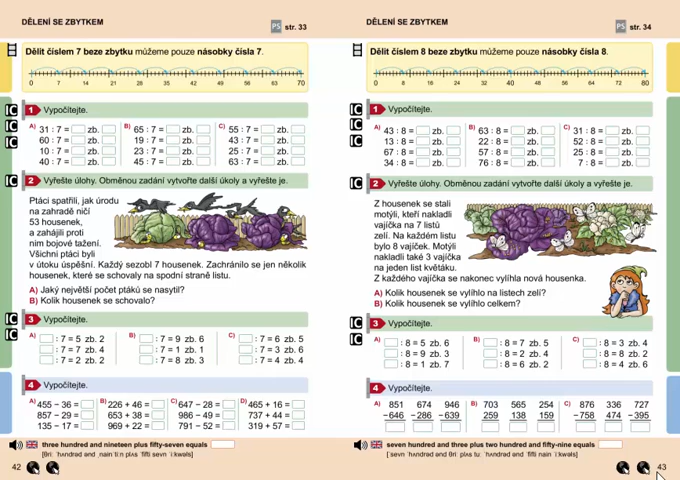 DĚLENÍ SE ZBYTKEM
PS str. 33
Dělit číslem 7 beze zbytku můžeme pouze násobky čísla 7.
0 7 14 21 28 35 42 49 56 63 70
1 Vypočítejte.
A) 31 : 7 = zb. B) 65 : 7 = zb. C) 55 : 7 = zb.
60 : 7 = zb. 19 : 7 = zb. 43 : 7 = zb.
10 : 7 = zb. 23 : 7 = zb. 25 : 7 = zb.
40 : 7 = zb. 45 : 7 = zb. 63 : 7 = zb.
2 Vyřešte úlohy. Obměnou zadání vytvořte další úkoly a vyřešte je.
Ptáci spatřili, jak úrodu
na zahradě ničí
53 housenek,
a zahájili proti
nim bojové tažení.
Všichni ptáci byli
v útoku úspěšní. Každý sezobl 7 housenek. Zachránilo se jen několik
housenek, které se schovaly na spodní straně listu.
A) Jaký největší počet ptáků se nasytil?
B) Kolik housenek se schovalo?
3 Vypočítejte.
A) : 7 = 5 zb. 2 B) : 7 = 9 zb. 6 C) : 7 = 6 zb. 5
: 7 = 7 zb. 4 : 7 = 1 zb. 1 : 7 = 3 zb. 6
: 7 = 2 zb. 2 : 7 = 8 zb. 3 : 7 = 4 zb. 4
4 Vypočítejte.
A) 455 − 36 = B) 226 + 46 = C) 647 − 28 = D) 465 + 16 =
857 − 29 = 653 + 38 = 986 − 49 = 737 + 44 =
135 − 17 = 969 + 22 = 791 − 52 = 319 + 57 =
three hundred and nineteen plus fifty-seven equals
42
DĚLENÍ SE ZBYTKEM
PS str. 34
Dělit číslem 8 beze zbytku můžeme pouze násobky čísla 8.
0 8 16 24 32 40 48 56 64 72 80
1 Vypočítejte.
A) 43 : 8 = zb. B) 63 : 8 = zb. C) 31 : 8 = zb.
13 : 8 = zb. 22 : 8 = zb. 52 : 8 = zb.
67 : 8 = zb. 57 : 8 = zb. 25 : 8 = zb.
34 : 8 = zb. 76 : 8 = zb. 7 : 8 = zb.
2 Vyřešte úlohy. Obměnou zadání vytvořte další úkoly a vyřešte je.
Z housenek se stali
motýli, kteří nakladli
vajíčka na 7 listů
zelí. Na každém listu
bylo 8 vajíček. Motýli
nakladli také 3 vajíčka
na jeden list květáku.
Z každého vajíčka se nakonec vylíhla nová housenka.
A) Kolik housenek se vylíhlo na listech zelí?
B) Kolik housenek se vylíhlo celkem?
3 Vypočítejte.
A) : 8 = 5 zb. 6 B) : 8 = 7 zb. 5 C) : 8 = 3 zb. 4
: 8 = 9 zb. 3 : 8 = 2 zb. 4 : 8 = 8 zb. 2
: 8 = 1 zb. 7 : 8 = 6 zb. 2 : 8 = 4 zb. 6
4 Vypočítejte.
A) 851 674 946 B) 703 565 254 C) 876 336 727
−646 −286 −639 259 138 159 −758 −474 −395
seven hundred and three plus two hundred and fifty-nine equals
43